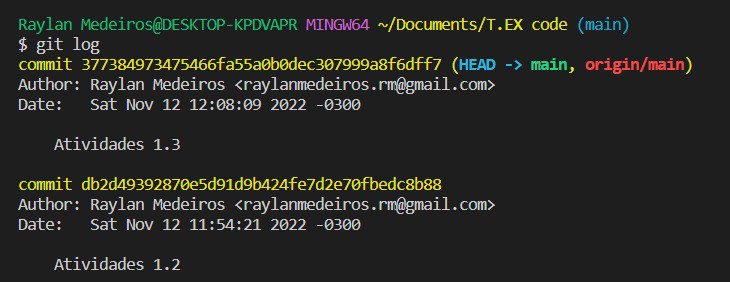 Raylan Medeiros@DESKTOP-KPDVAPR MINGW64 ~/Documents/T.EX code (main)
$ git log
commit 377384973475466fa55a0b0dec307999a8f6dff7 (HEAD -> main, origin/main)
Author: Raylan Medeiros <raylanmedeiros.rm@gmail.com>
Date:   Sat Nov 12 12:08:09 2022 -0300
Atividades 1.3
commit db2d49392870e5d91d9b424fe7d2e70fbedc8b88
Author: Raylan Medeiros <raylanmedeiros.rm@gmail.com>
Date:   Sat Nov 12 11:54:21 2022 -0300
Atividades 1.2